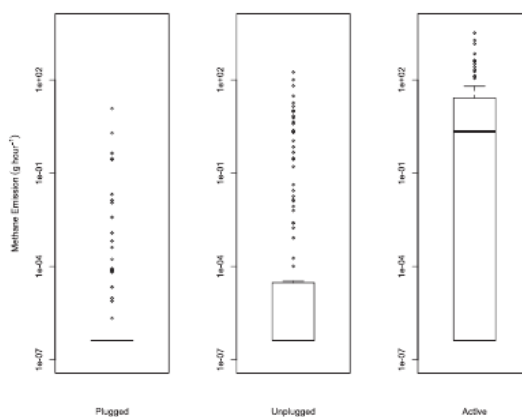 Methane Emission (g hour⁻¹)
1e+02
1e-01
1e-04
1e-07
Plugged
1e+02
1e-01
1e-04
1e-07
Unplugged
1e+02
1e-01
1e-04
1e-07
Active